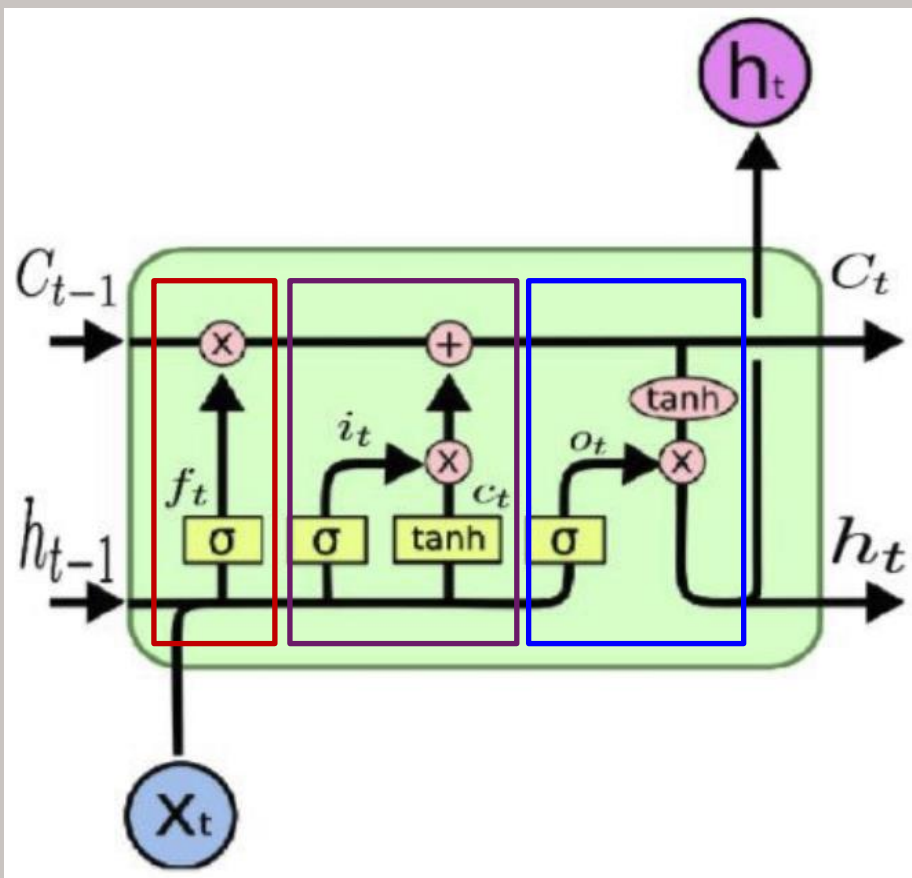 hₜ
Cₜ₋₁
Cₜ
x
+
tanh
iₜ
oₜ
x
x
fₜ
cₜ
hₜ₋₁
σ
σ
tanh
σ
hₜ
Xₜ